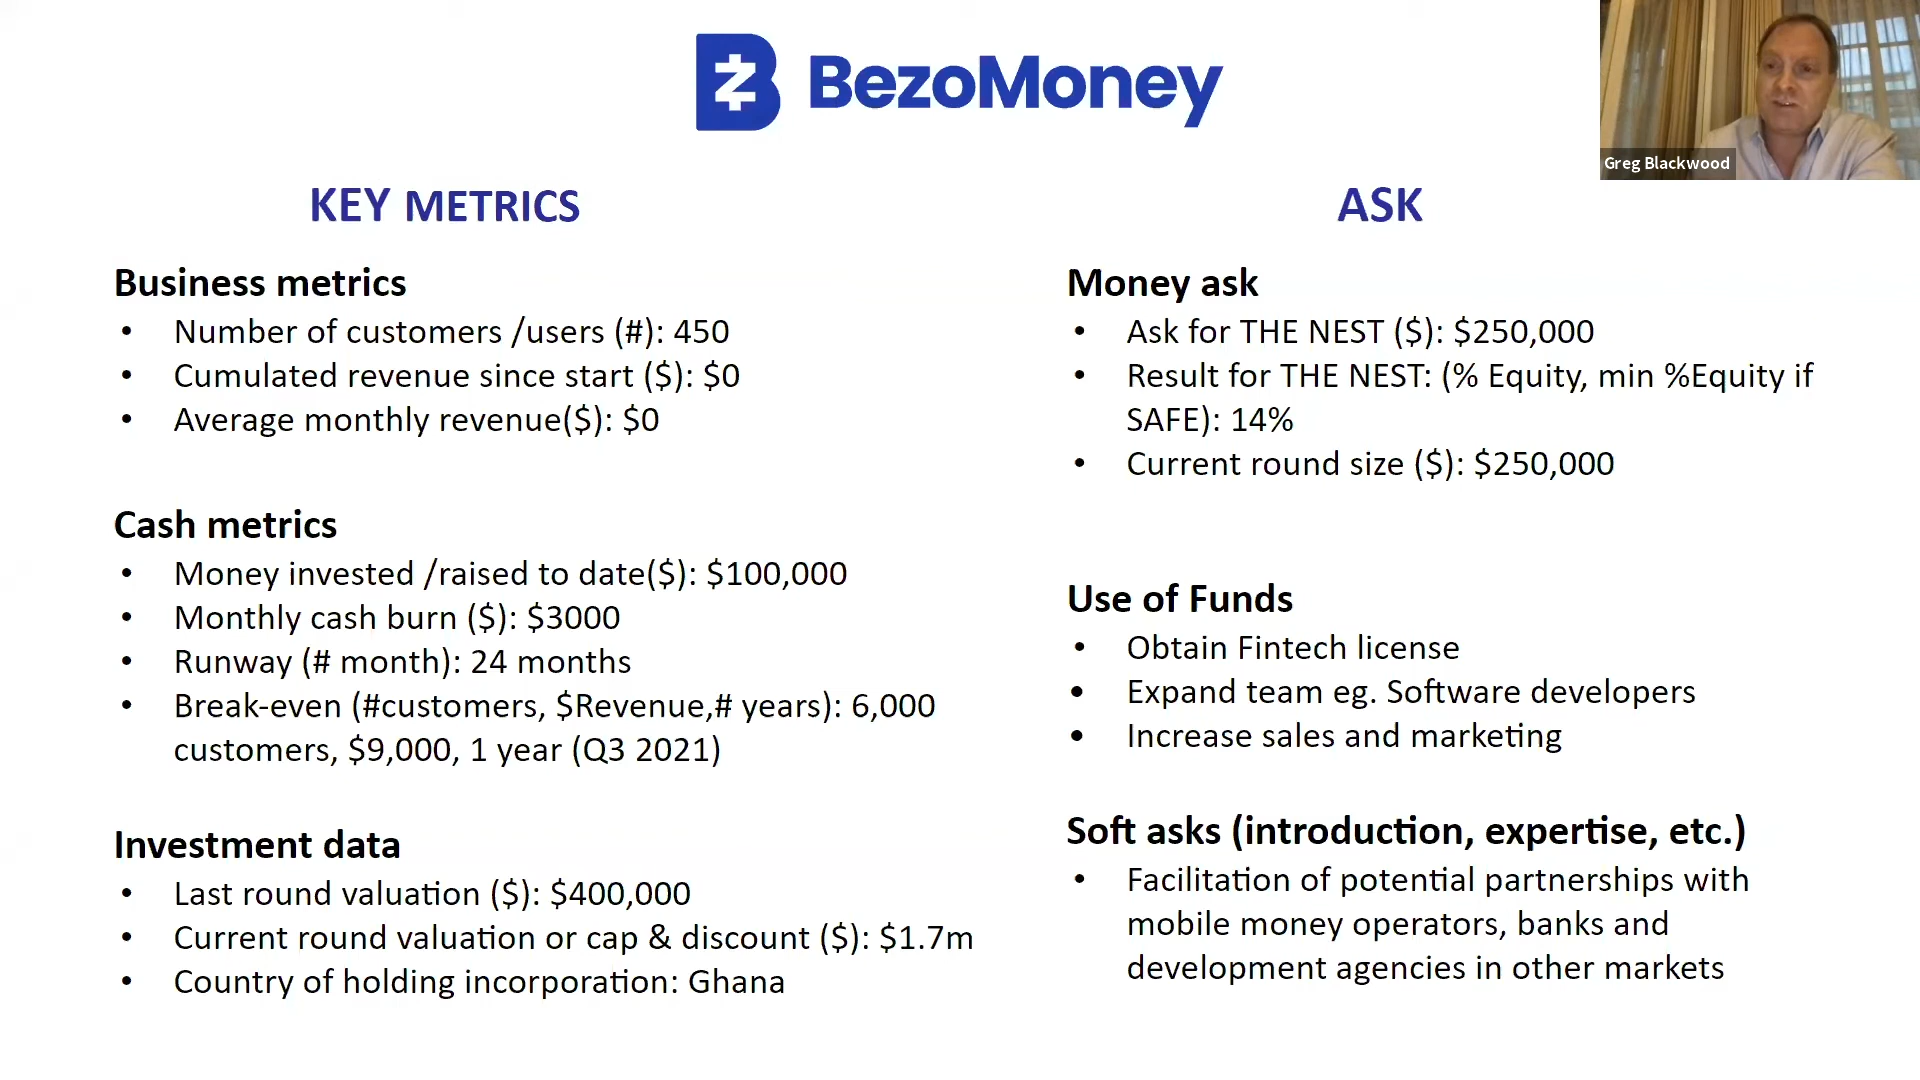 BezoMoney
Greg Blackwood
KEY METRICS
Business metrics
• Number of customers /users (#): 450
• Cumulated revenue since start ($): $0
• Average monthly revenue($): $0
Cash metrics
• Money invested /raised to date($): $100,000
• Monthly cash burn ($): $3000
• Runway (# month): 24 months
• Break-even (#customers, $Revenue,# years): 6,000
customers, $9,000, 1 year (Q3 2021)
Investment data
• Last round valuation ($): $400,000
• Current round valuation or cap & discount ($): $1.7m
• Country of holding incorporation: Ghana
ASK
Money ask
• Ask for THE NEST ($): $250,000
• Result for THE NEST: (% Equity, min %Equity if
SAFE): 14%
• Current round size ($): $250,000
Use of Funds
• Obtain Fintech license
• Expand team eg. Software developers
• Increase sales and marketing
Soft asks (introduction, expertise, etc.)
• Facilitation of potential partnerships with
mobile money operators, banks and
development agencies in other markets